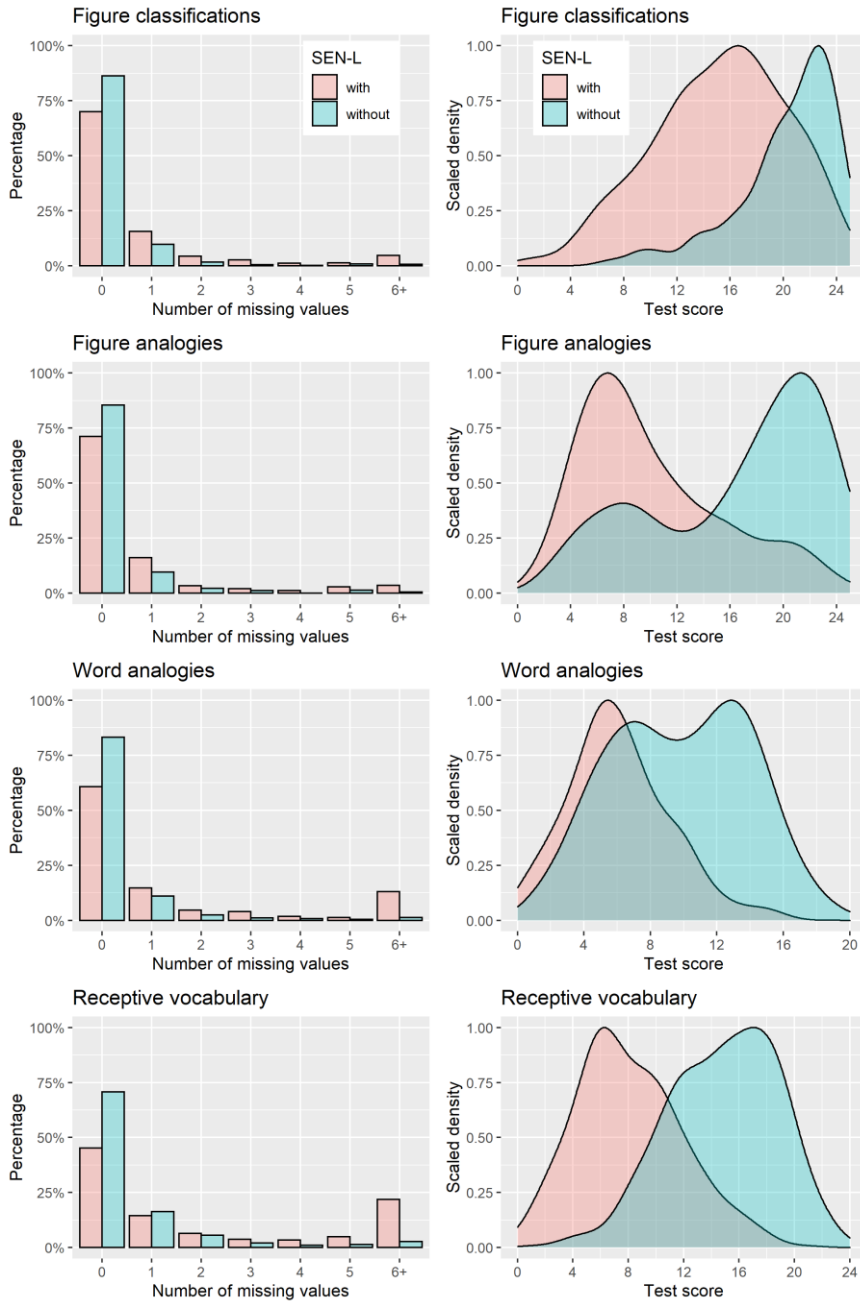 Figure classifications
Percentage
100%
75%
50%
25%
0%
SEN-L
with
without
0 1 2 3 4 5 6+
Number of missing values
Figure classifications
Scaled density
1.00
0.75
0.50
0.25
0.00
SEN-L
with
without
0 4 8 12 16 20 24
Test score
Figure analogies
Percentage
100%
75%
50%
25%
0%
0 1 2 3 4 5 6+
Number of missing values
Figure analogies
Scaled density
1.00
0.75
0.50
0.25
0.00
0 4 8 12 16 20 24
Test score
Word analogies
Percentage
100%
75%
50%
25%
0%
0 1 2 3 4 5 6+
Number of missing values
Word analogies
Scaled density
1.00
0.75
0.50
0.25
0.00
0 4 8 12 16 20
Test score
Receptive vocabulary
Percentage
100%
75%
50%
25%
0%
0 1 2 3 4 5 6+
Number of missing values
Receptive vocabulary
Scaled density
1.00
0.75
0.50
0.25
0.00
0 4 8 12 16 20 24
Test score